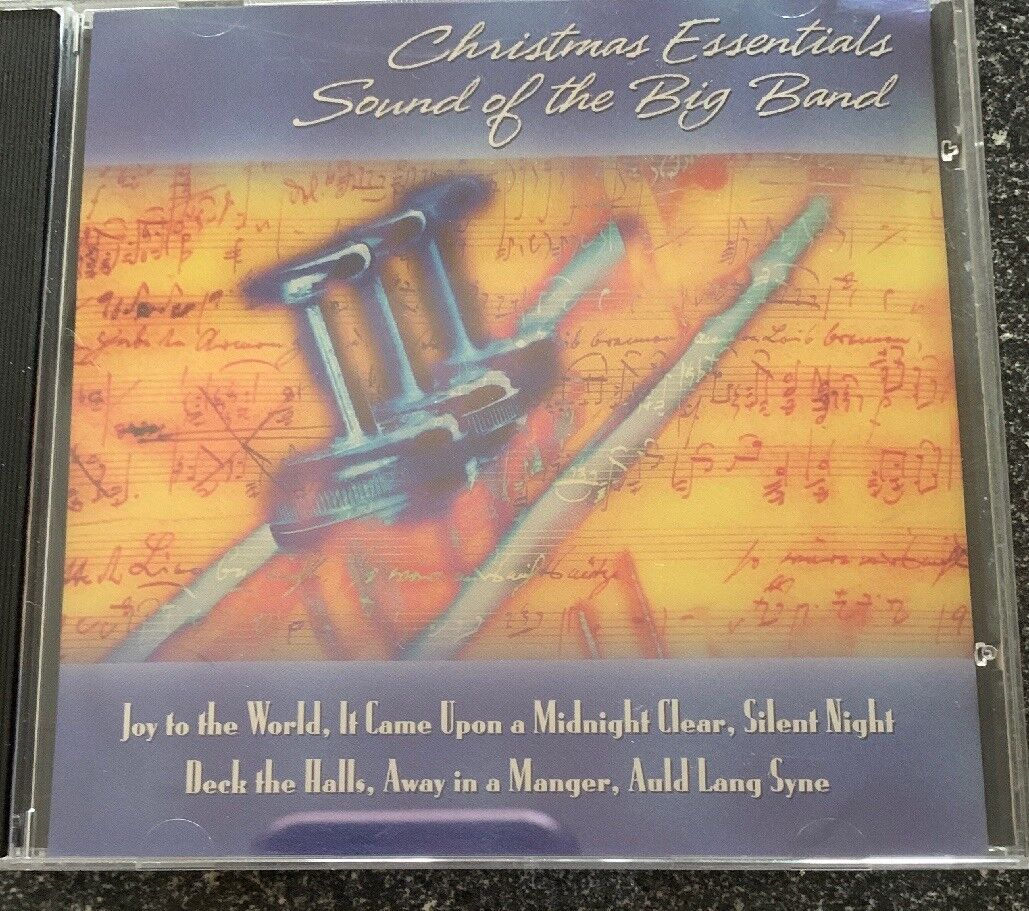 Christmas Essentials
Sound of the Big Band
Joy to the World, It Came Upon a Midnight Clear, Silent Night
Deck the Halls, Away in a Manger, Auld Lang Syne